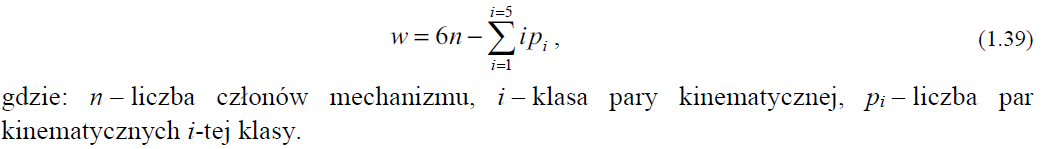 w = 6n − ∑_{i=1}^{i=5} i p_i , (1.39)
gdzie: n – liczba członów mechanizmu, i – klasa pary kinematycznej, p_i – liczba par
kinematycznych i-tej klasy.